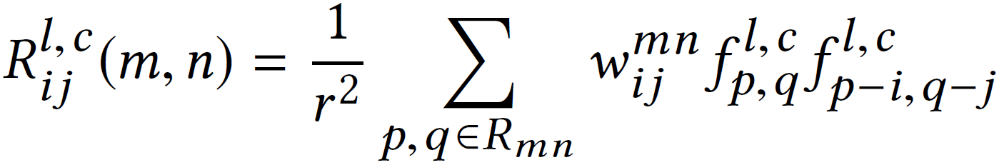 R_{ij}^{l,c}(m,n) = \frac{1}{r^2} \sum_{p,q \in R_{mn}} w_{ij}^{mn} f_{p,q}^{l,c} f_{p-i,q-j}^{l,c}